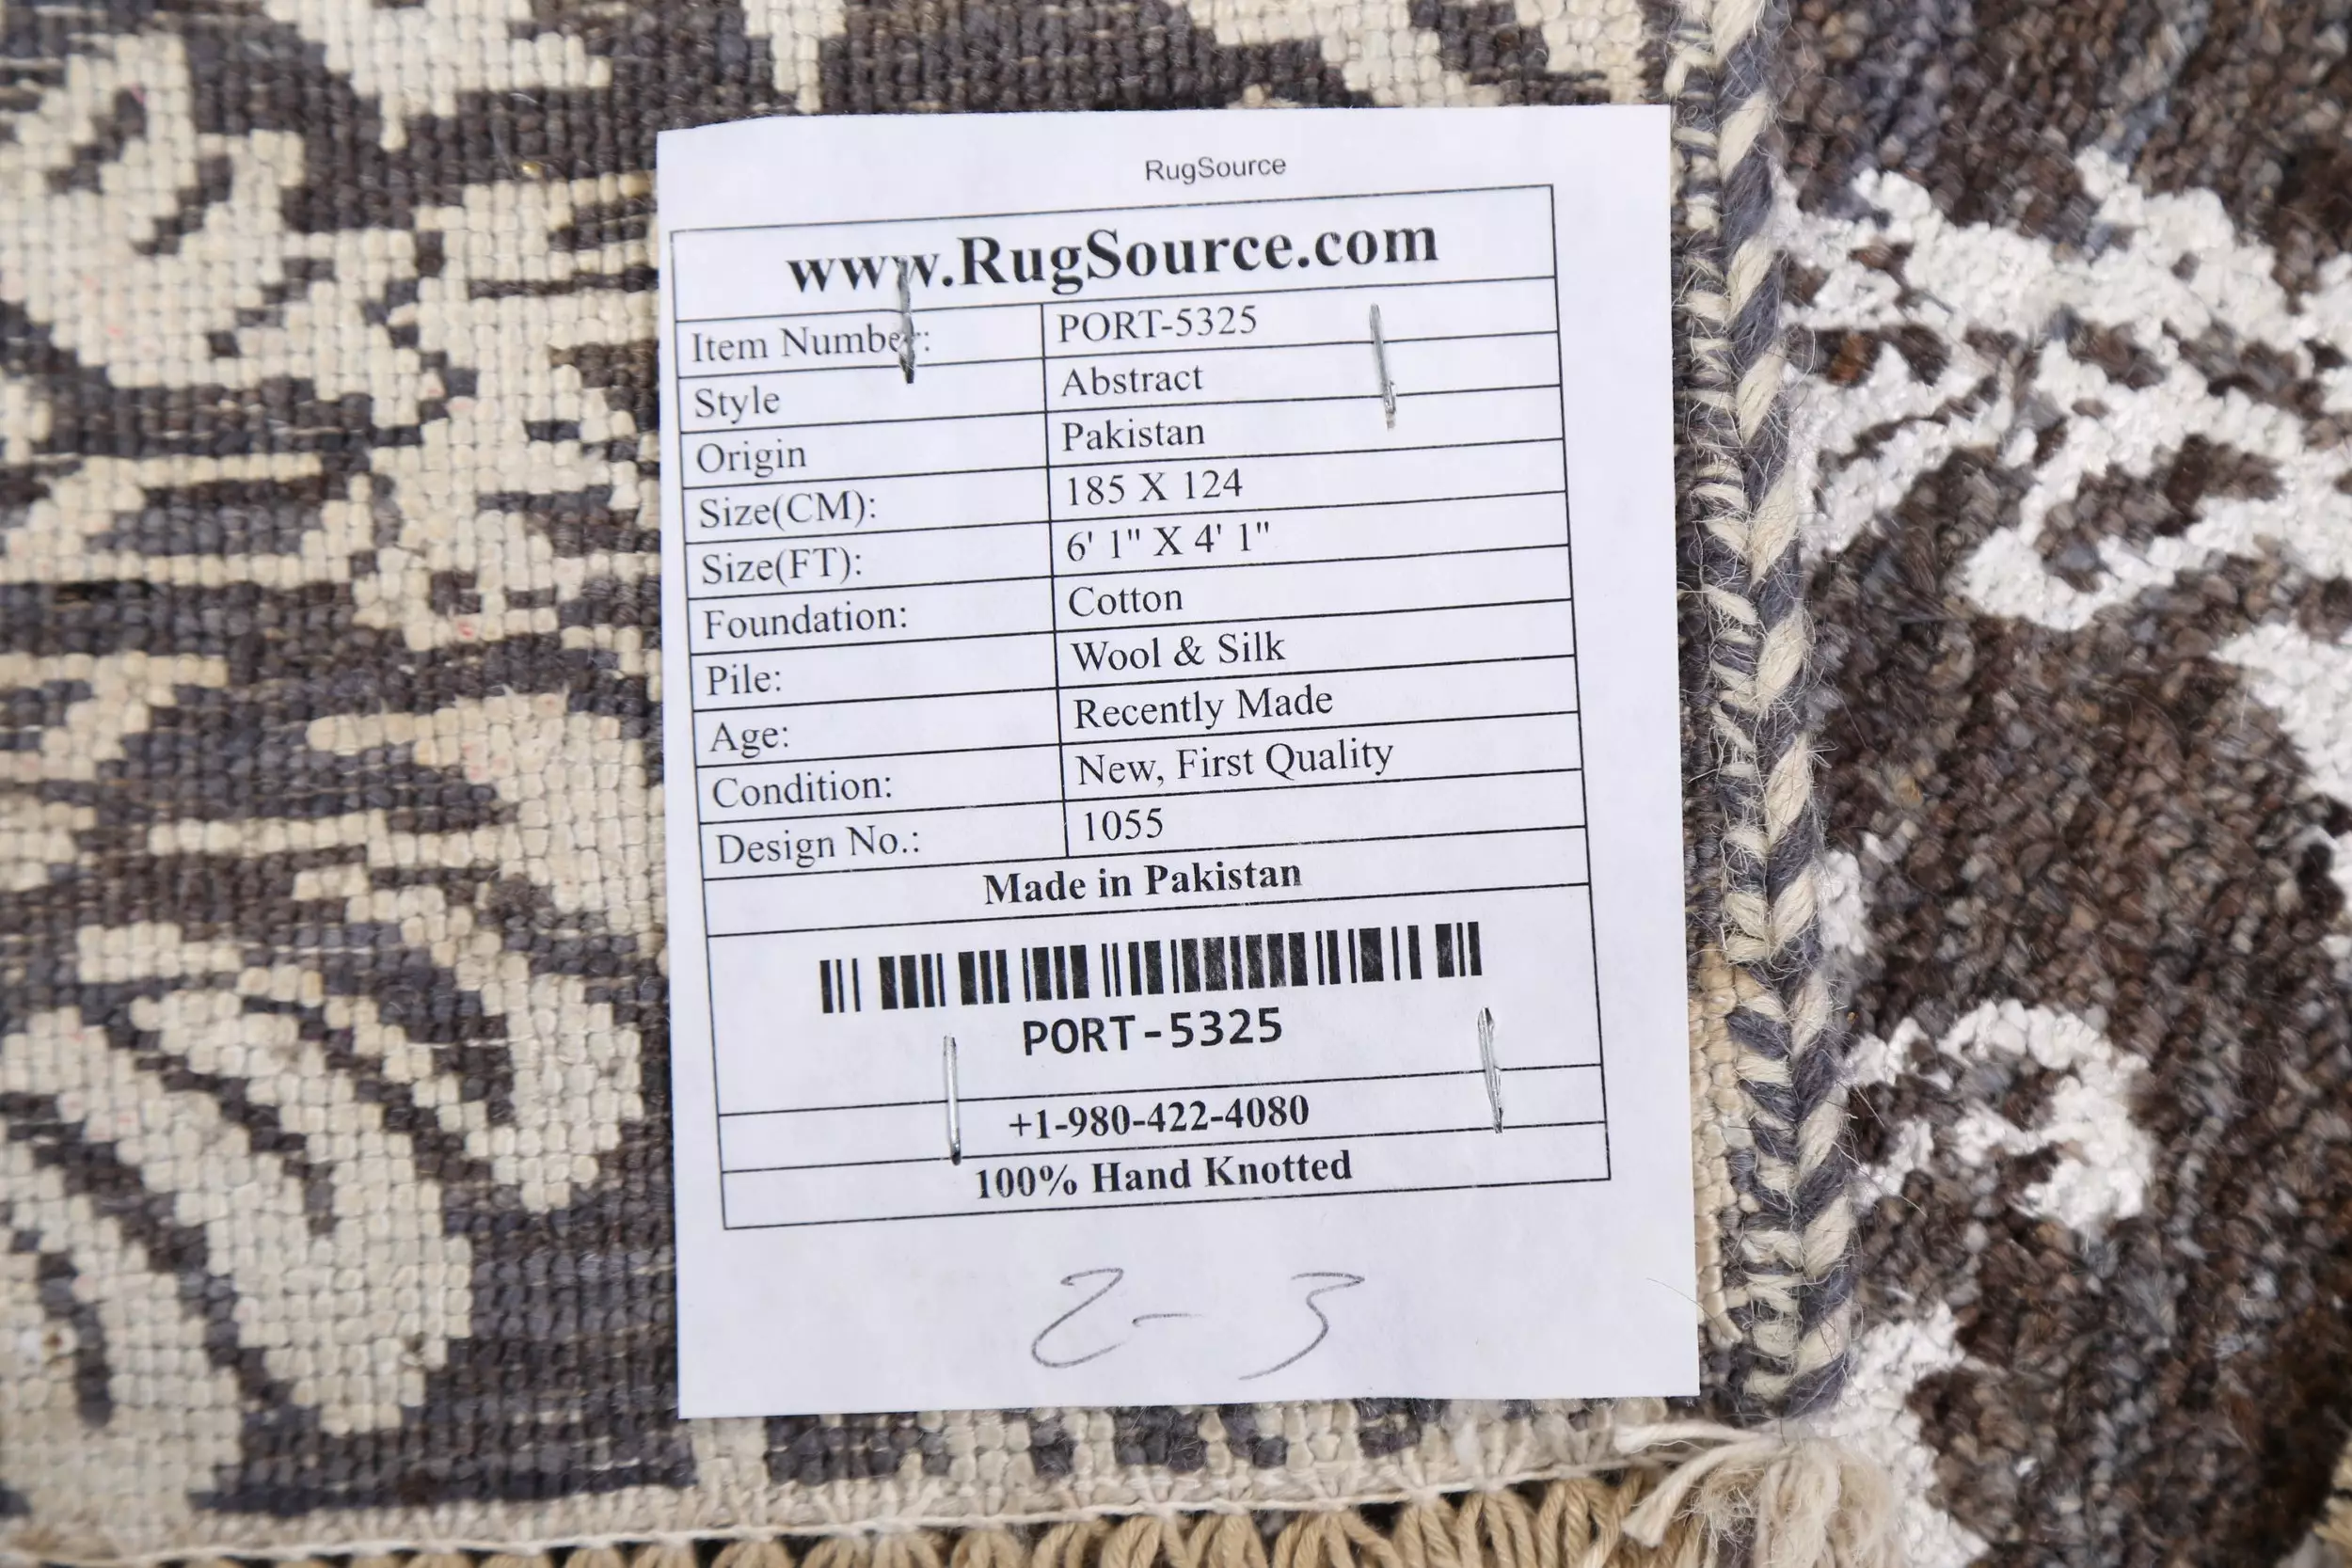 RugSource
www.RugSource.com
Item Number: PORT-5325
Style Abstract
Origin Pakistan
Size(CM): 185 X 124
Size(FT): 6' 1" X 4' 1"
Foundation: Cotton
Pile: Wool & Silk
Age: Recently Made
Condition: New, First Quality
Design No.: 1055
Made in Pakistan
PORT-5325
+1-980-422-4080
100% Hand Knotted
2-3